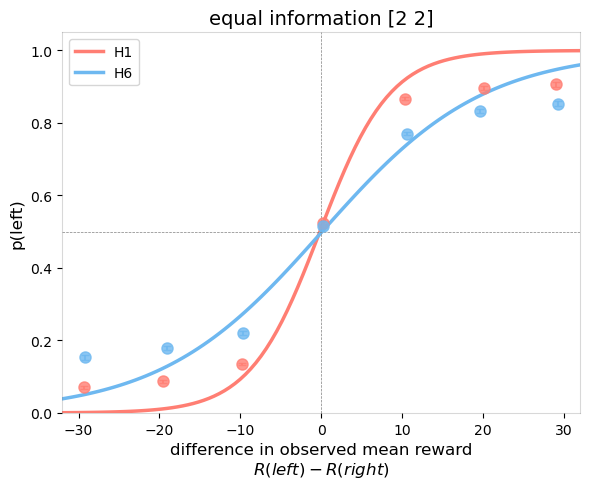 equal information [2 2]
H1
H6
1.0
0.8
0.6
0.4
0.2
0.0
p(left)
−30 −20 −10 0 10 20 30
difference in observed mean reward
R(left) − R(right)